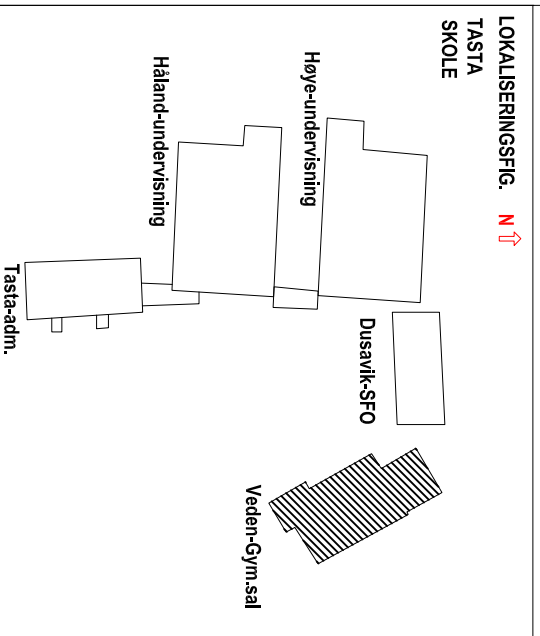 LOKALISERINGSFIG. N
TASTA
SKOLE
Høye-undervisning
Håland-undervisning
Dusavik-SFO
Veden-Gym.sal
Tasta-adm.